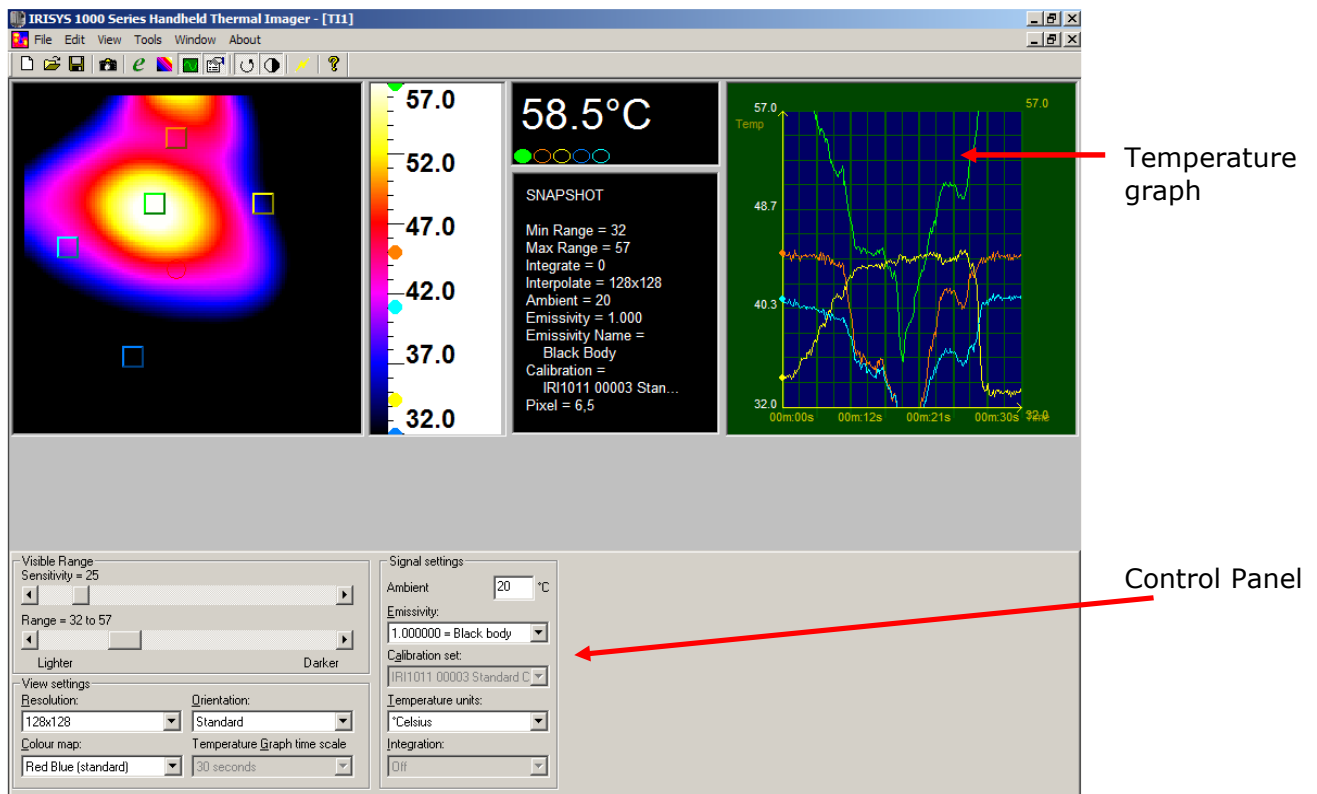 IRISYS 1000 Series Handheld Thermal Imager - [TI1]
File Edit View Tools Window About
57.0
52.0
47.0
42.0
37.0
32.0
58.5°C
SNAPSHOT
Min Range = 32
Max Range = 57
Integrate = 0
Interpolate = 128x128
Ambient = 20
Emissivity = 1.000
Emissivity Name =
Black Body
Calibration =
IRI1011 00003 Stan...
Pixel = 6,5
57.0
57.0
Temp
48.7
40.3
32.0
32.0
00m:00s 00m:12s 00m:21s 00m:30s
Temperature
graph
Visible Range
Sensitivity = 25
Range = 32 to 57
Lighter Darker
View settings
Resolution: Orientation:
128x128 Standard
Colour map: Temperature Graph time scale
Red Blue (standard) 30 seconds
Signal settings
Ambient 20 °C
Emissivity:
1.000000 = Black body
Calibration set:
IRI1011 00003 Standard C
Temperature units:
°Celsius
Integration:
Off
Control Panel